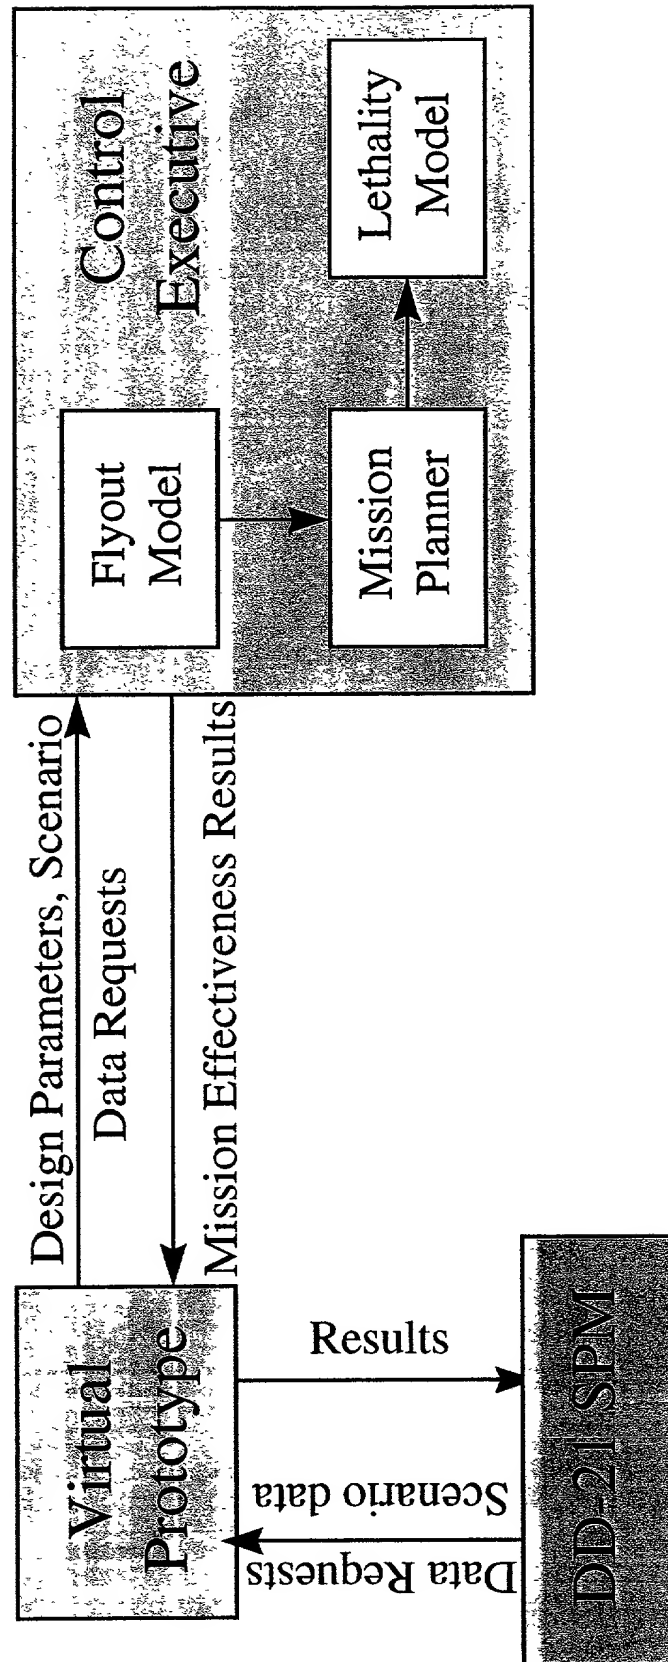 Design Parameters, Scenario
Data Requests
Mission Effectiveness Results
Virtual
Prototype
Control
Executive
Flyout
Model
Mission
Planner
Lethality
Model
Results
Scenario data
Data Requests
DD-21 SPM